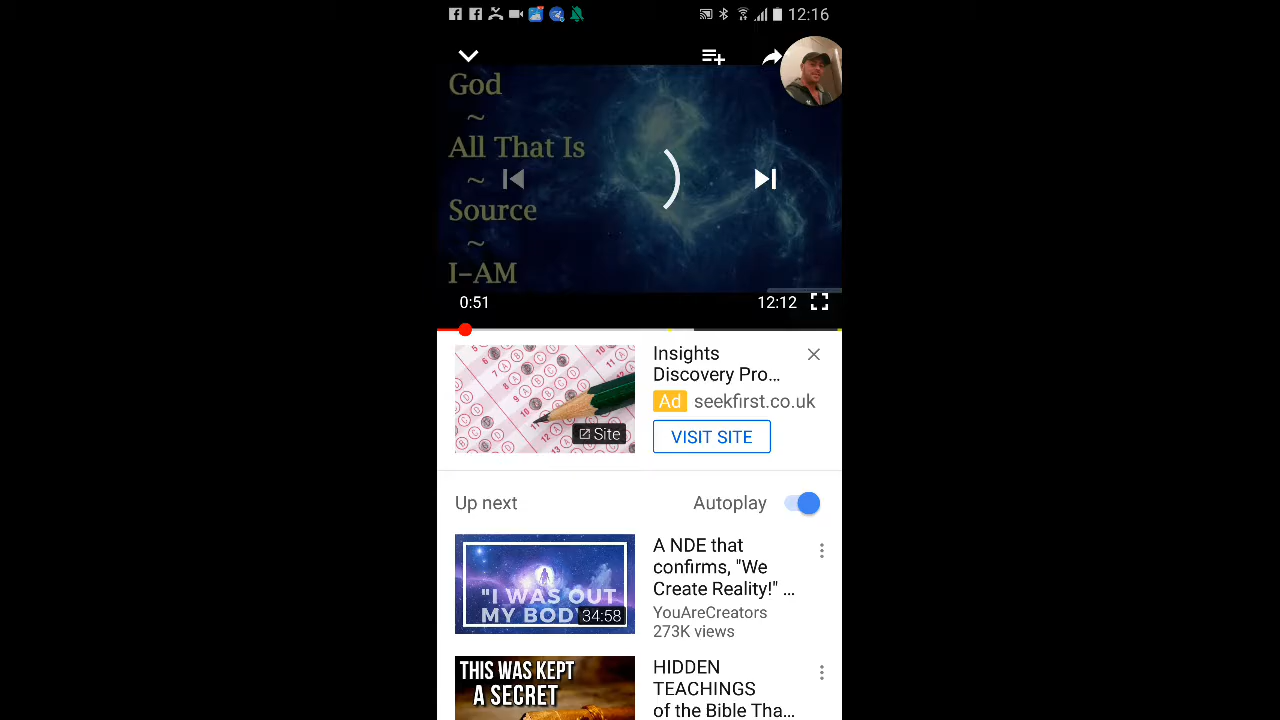 12:16
God
~
All That Is
~
Source
~
I-AM
0:51
12:12
Insights
Discovery Pro...
Ad seekfirst.co.uk
Site
VISIT SITE
Up next
Autoplay
A NDE that
confirms, "We
Create Reality!" ...
YouAreCreators
273K views
"I WAS OUT
MY BOD
34:58
THIS WAS KEPT
A SECRET
HIDDEN
TEACHINGS
of the Bible Tha...